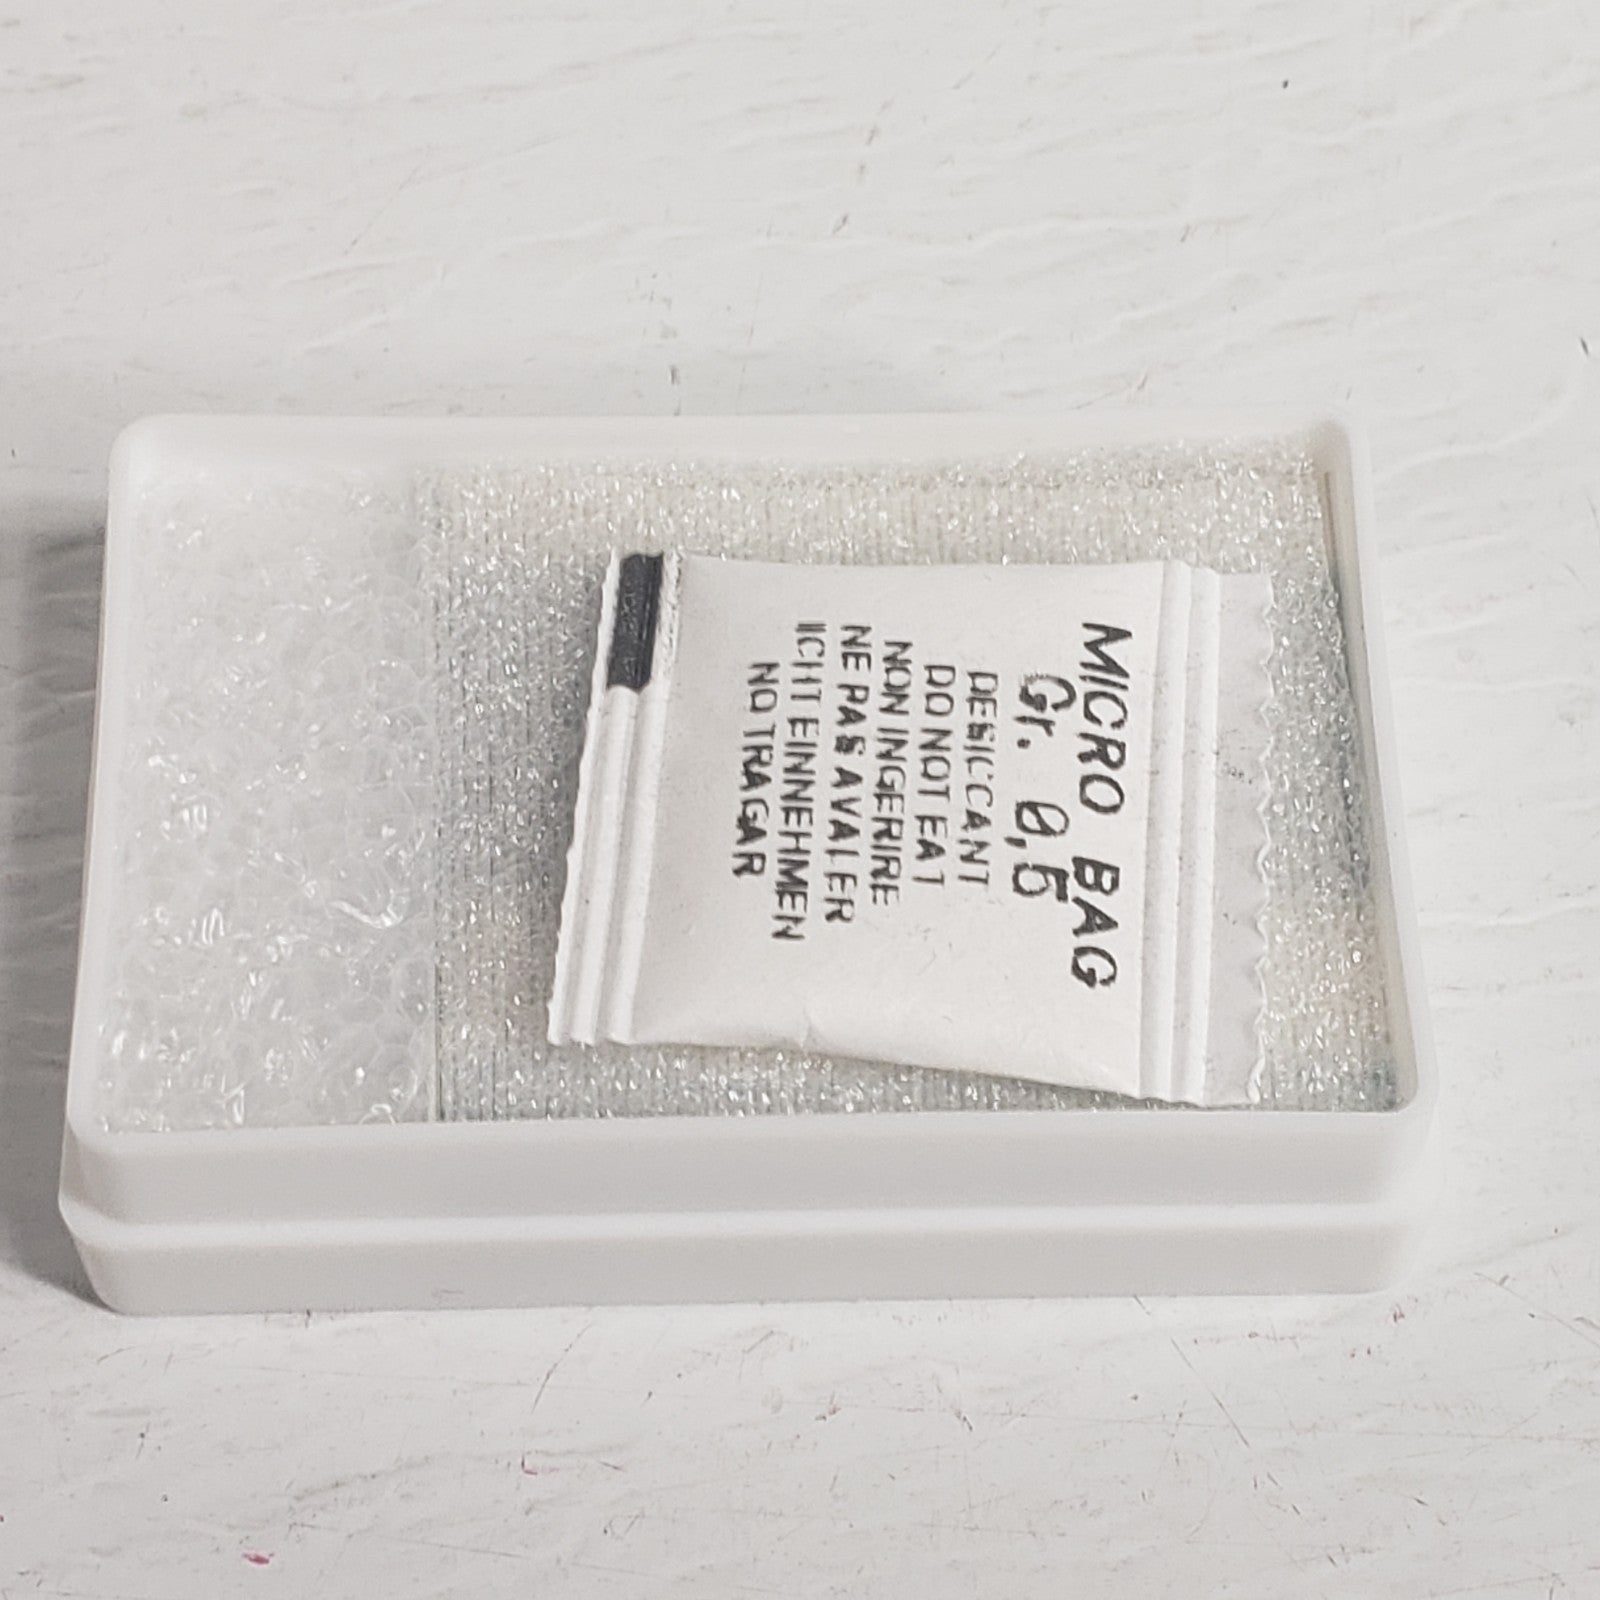 MICRO BAG
Gr. 0,5
DESICCANT
DO NOT EAT
NON INGERIRE
NE PAS AVALER
ICHT EINNEHMEN
NO TRAGAR